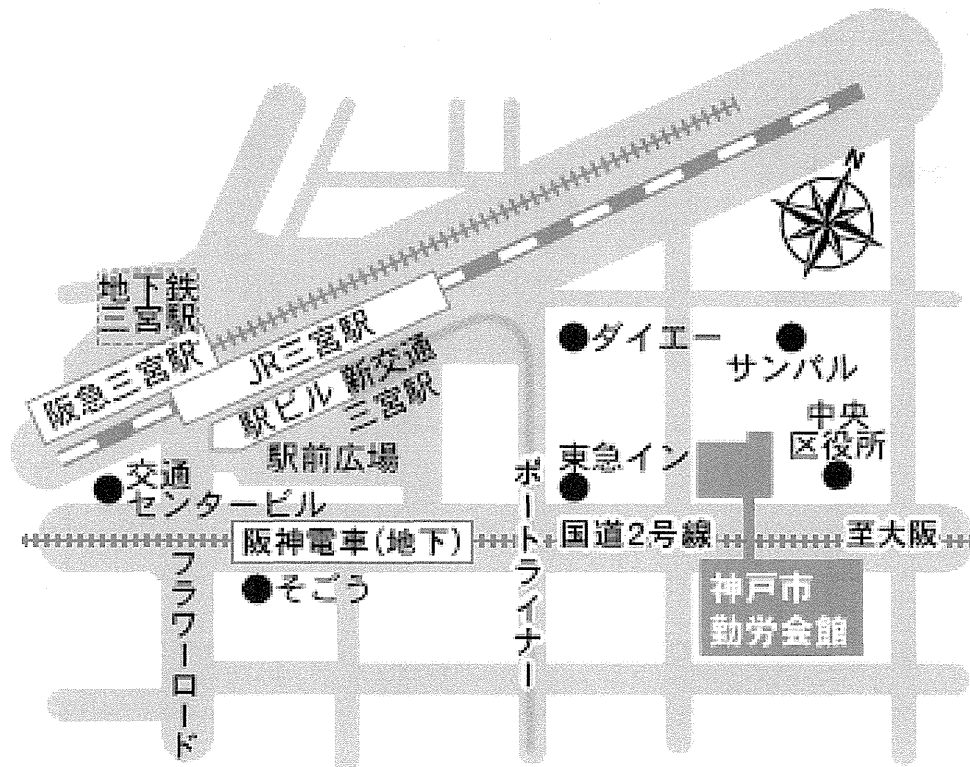 N
地下鉄
三宮駅
阪急三宮駅
JR三宮駅
駅ビル
新交通
三宮駅
駅前広場
ダイエー
サンパル
中央
区役所
東急イン
交通
センタービル
阪神電車(地下)
国道2号線
至大阪
そごう
フラワーロード
ポートライナー
神戸市
勤労会館